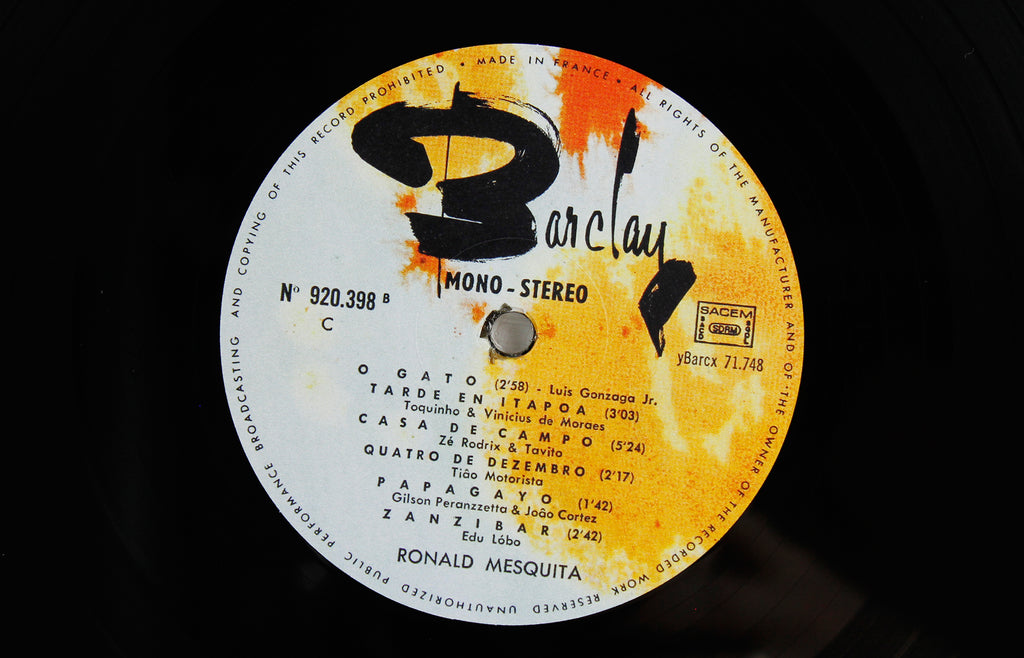 MADE IN FRANCE • ALL RIGHTS OF THE MANUFACTURER AND OF THE OWNER OF THE RECORDED WORK RESERVED UNAUTHORIZED PUBLIC PERFORMANCE BROADCASTING AND COPYING OF THIS RECORD PROHIBITED •
Barclay
MONO - STEREO
Nº 920.398 B
C
SACEM
SACD SDRM SGDL
yBarcx 71.748
O GATO (2'58) - Luis Gonzaga Jr.
TARDE EN ITAPOA (3'03)
Toquinho & Vinicius de Moraes
CASA DE CAMPO (5'24)
Zé Rodrix & Tavito
QUATRO DE DEZEMBRO (2'17)
Tiâo Motorista
PAPAGAYO (1'42)
Gilson Peranzzetta & Joâo Cortez
ZANZIBAR (2'42)
Edu Lóbo
RONALD MESQUITA